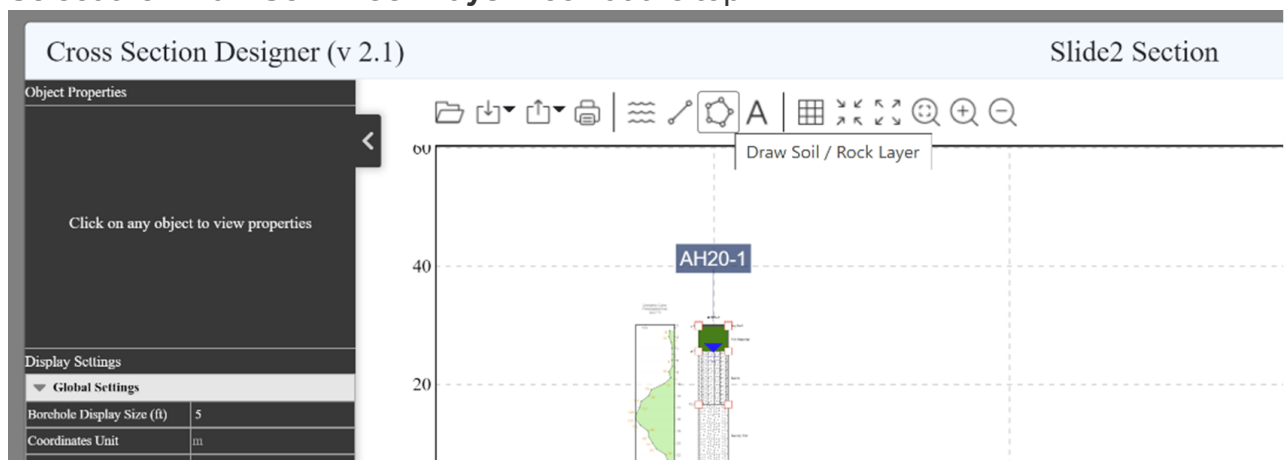 Cross Section Designer (v 2.1)
Slide2 Section
Object Properties
Draw Soil / Rock Layer
60
Click on any object to view properties
AH20-1
40
Display Settings
Global Settings
20
Borehole Display Size (ft) 5
Coordinates Unit m